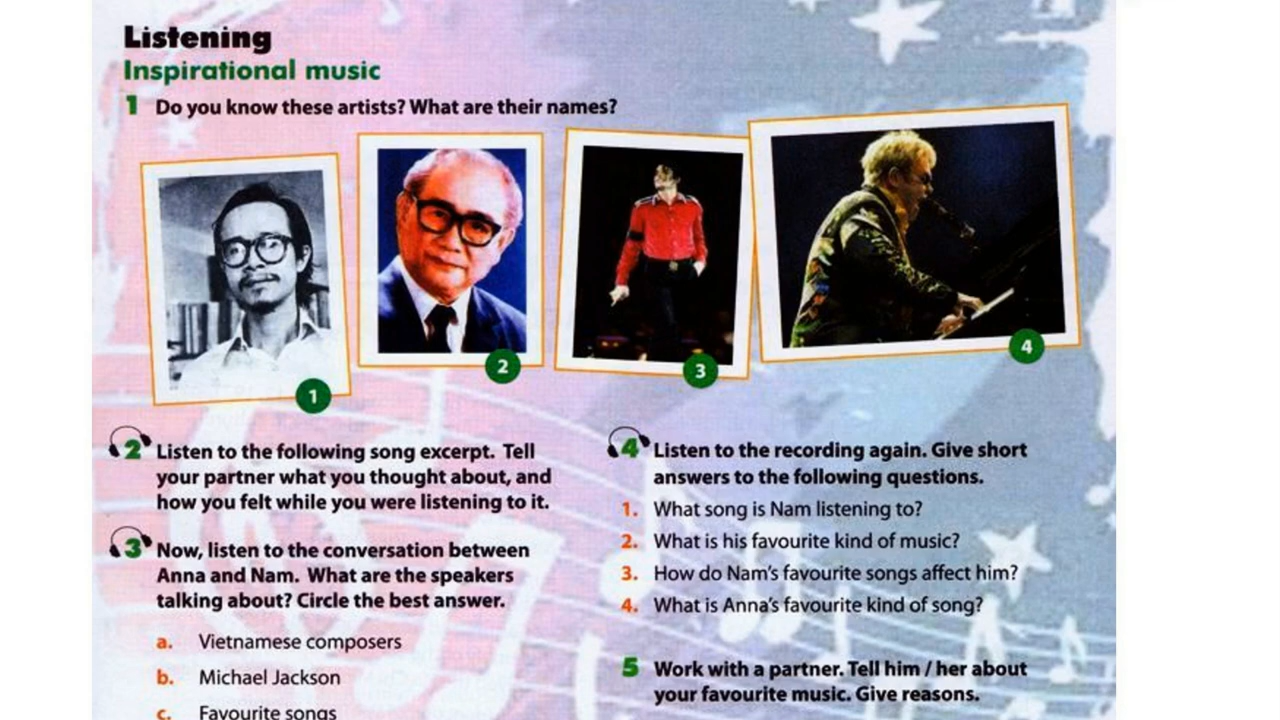 Listening
Inspirational music
1 Do you know these artists? What are their names?
1
2
3
4
2 Listen to the following song excerpt. Tell
your partner what you thought about, and
how you felt while you were listening to it.
3 Now, listen to the conversation between
Anna and Nam. What are the speakers
talking about? Circle the best answer.
a. Vietnamese composers
b. Michael Jackson
c. Favourite songs
4 Listen to the recording again. Give short
answers to the following questions.
1. What song is Nam listening to?
2. What is his favourite kind of music?
3. How do Nam's favourite songs affect him?
4. What is Anna's favourite kind of song?
5 Work with a partner. Tell him / her about
your favourite music. Give reasons.